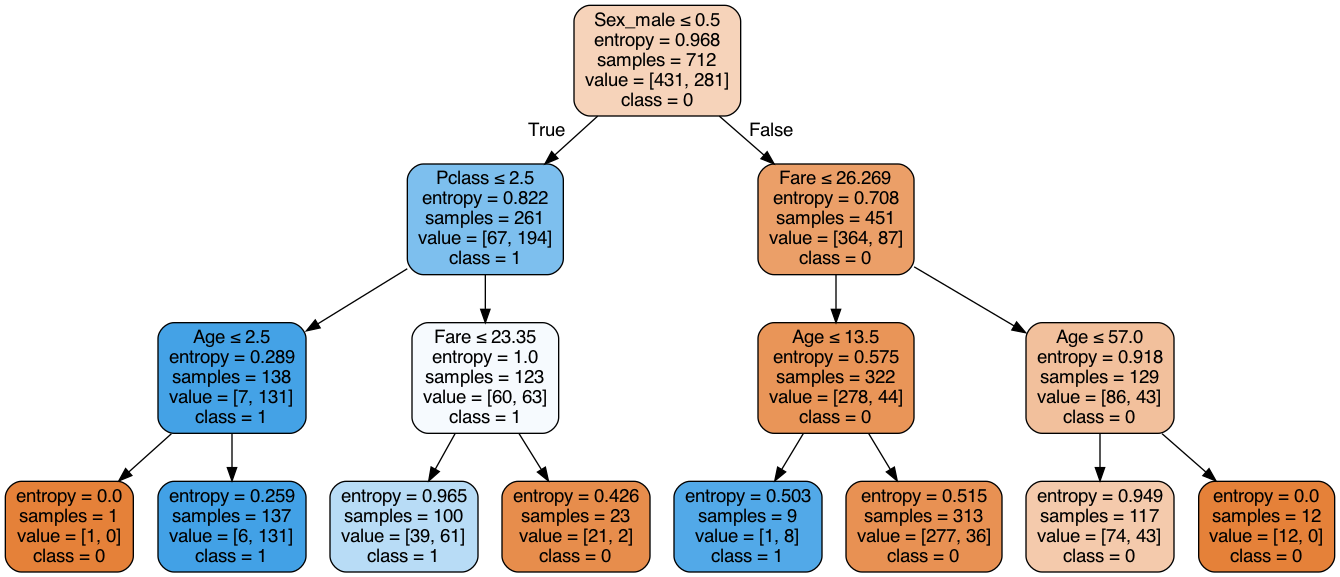 Sex_male ≤ 0.5
entropy = 0.968
samples = 712
value = [431, 281]
class = 0
True
False
Pclass ≤ 2.5
entropy = 0.822
samples = 261
value = [67, 194]
class = 1
Fare ≤ 26.269
entropy = 0.708
samples = 451
value = [364, 87]
class = 0
Age ≤ 2.5
entropy = 0.289
samples = 138
value = [7, 131]
class = 1
Fare ≤ 23.35
entropy = 1.0
samples = 123
value = [60, 63]
class = 1
Age ≤ 13.5
entropy = 0.575
samples = 322
value = [278, 44]
class = 0
Age ≤ 57.0
entropy = 0.918
samples = 129
value = [86, 43]
class = 0
entropy = 0.0
samples = 1
value = [1, 0]
class = 0
entropy = 0.259
samples = 137
value = [6, 131]
class = 1
entropy = 0.965
samples = 100
value = [39, 61]
class = 1
entropy = 0.426
samples = 23
value = [21, 2]
class = 0
entropy = 0.503
samples = 9
value = [1, 8]
class = 1
entropy = 0.515
samples = 313
value = [277, 36]
class = 0
entropy = 0.949
samples = 117
value = [74, 43]
class = 0
entropy = 0.0
samples = 12
value = [12, 0]
class = 0